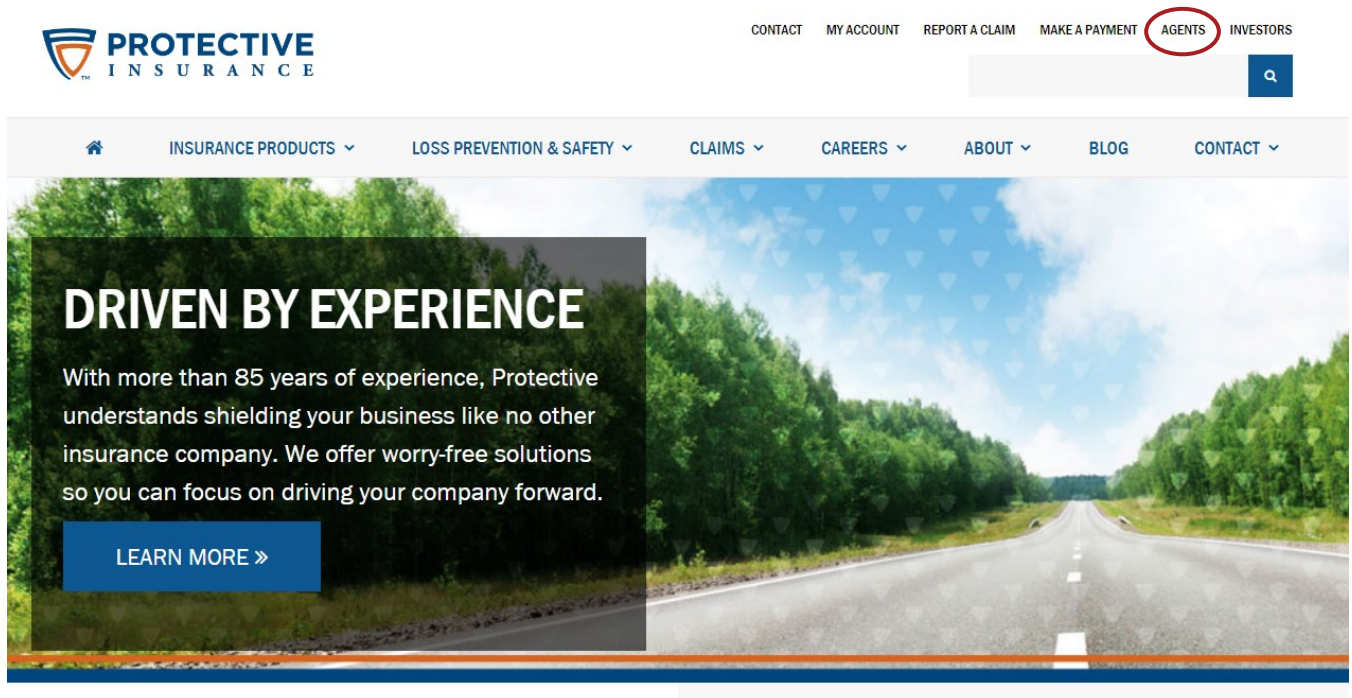 PROTECTIVE
INSURANCE
TM
CONTACT MY ACCOUNT REPORT A CLAIM MAKE A PAYMENT AGENTS INVESTORS
INSURANCE PRODUCTS LOSS PREVENTION & SAFETY CLAIMS CAREERS ABOUT BLOG CONTACT
DRIVEN BY EXPERIENCE
With more than 85 years of experience, Protective
understands shielding your business like no other
insurance company. We offer worry-free solutions
so you can focus on driving your company forward.
LEARN MORE »